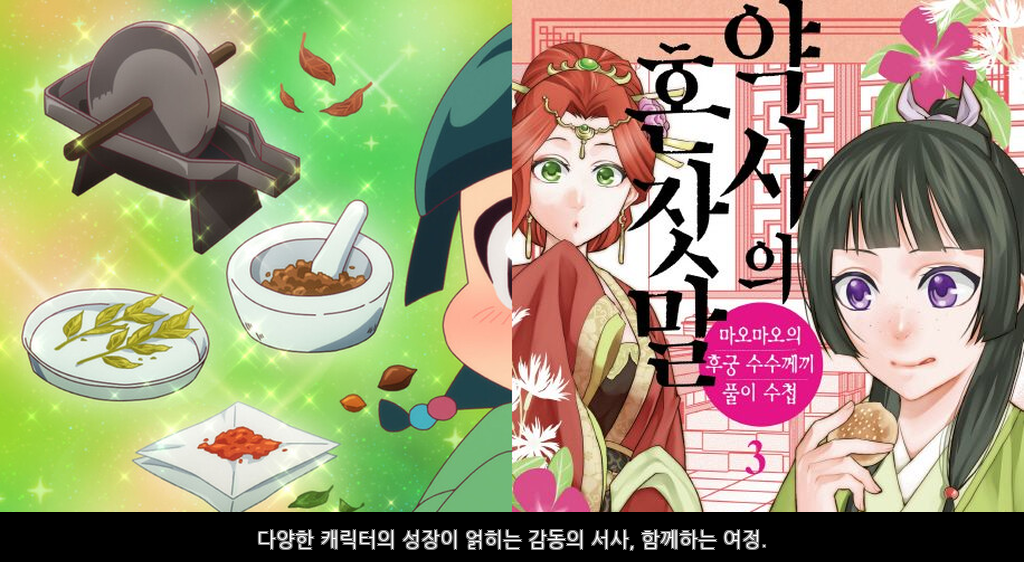 약사의
혼잣말
마오마오의
후궁 수수께끼
풀이 수첩
3
다양한 캐릭터의 성장이 얽히는 감동의 서사, 함께하는 여정.